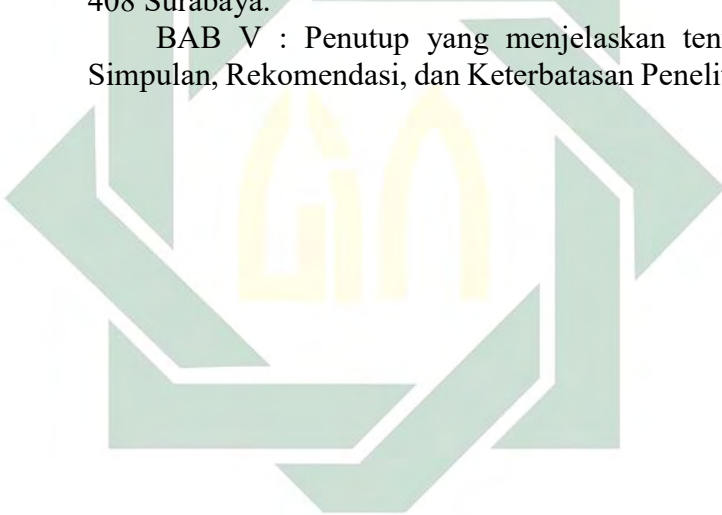 408 Surabaya.
BAB V : Penutup yang menjelaskan ten
Simpulan, Rekomendasi, dan Keterbatasan Peneli